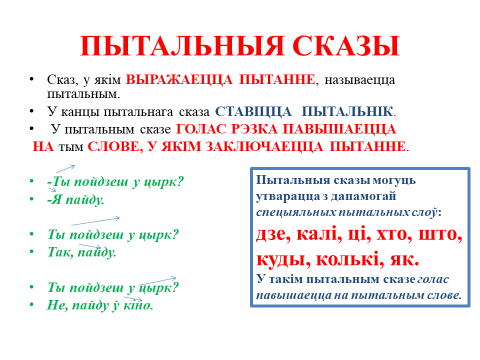 ПЫТАЛЬНЫЯ СКАЗЫ
• Сказ, у якім ВЫРАЖАЕЦЦА ПЫТАННЕ, называецца
пытальным.
• У канцы пытальнага сказа СТАВІЦЦА ПЫТАЛЬНІК.
• У пытальным сказе ГОЛАС РЭЗКА ПАВЫШАЕЦЦА
НА тым СЛОВЕ, У ЯКІМ ЗАКЛЮЧАЕЦЦА ПЫТАННЕ.
• -Ты пойдзеш у цырк?
• -Я пайду.
• Ты пойдзеш у цырк?
• Так, пайду.
• Ты пойдзеш у цырк?
• Не, пайду ў кіно.
Пытальныя сказы могуць
утварацца з дапамогай
спецыяльных пытальных слоў:
дзе, калі, ці, хто, што,
куды, колькі, як.
У такім пытальным сказе голас
павышаецца на пытальным слове.